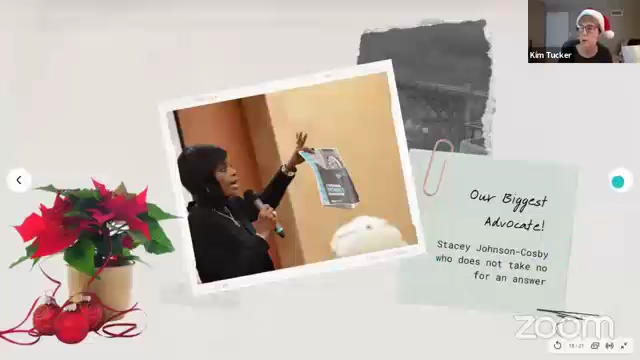 Kim Tucker
Our Biggest
Advocate!
Stacey Johnson-Cosby
who does not take no
for an answer
zoom